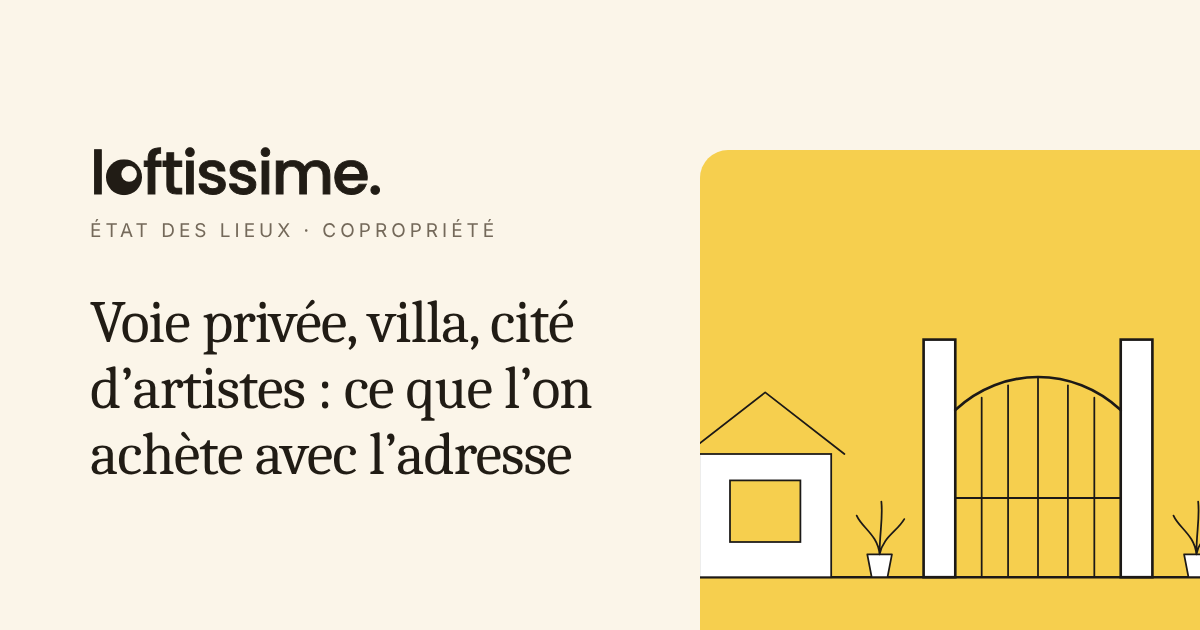 loftissime.
ÉTAT DES LIEUX · COPROPRIÉTÉ
Voie privée, villa, cité
d’artistes : ce que l’on
achète avec l’adresse